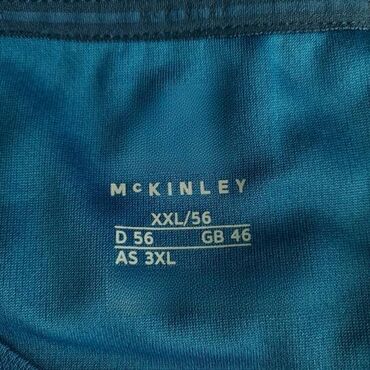 McKINLEY
XXL/56
D 56 GB 46
AS 3XL